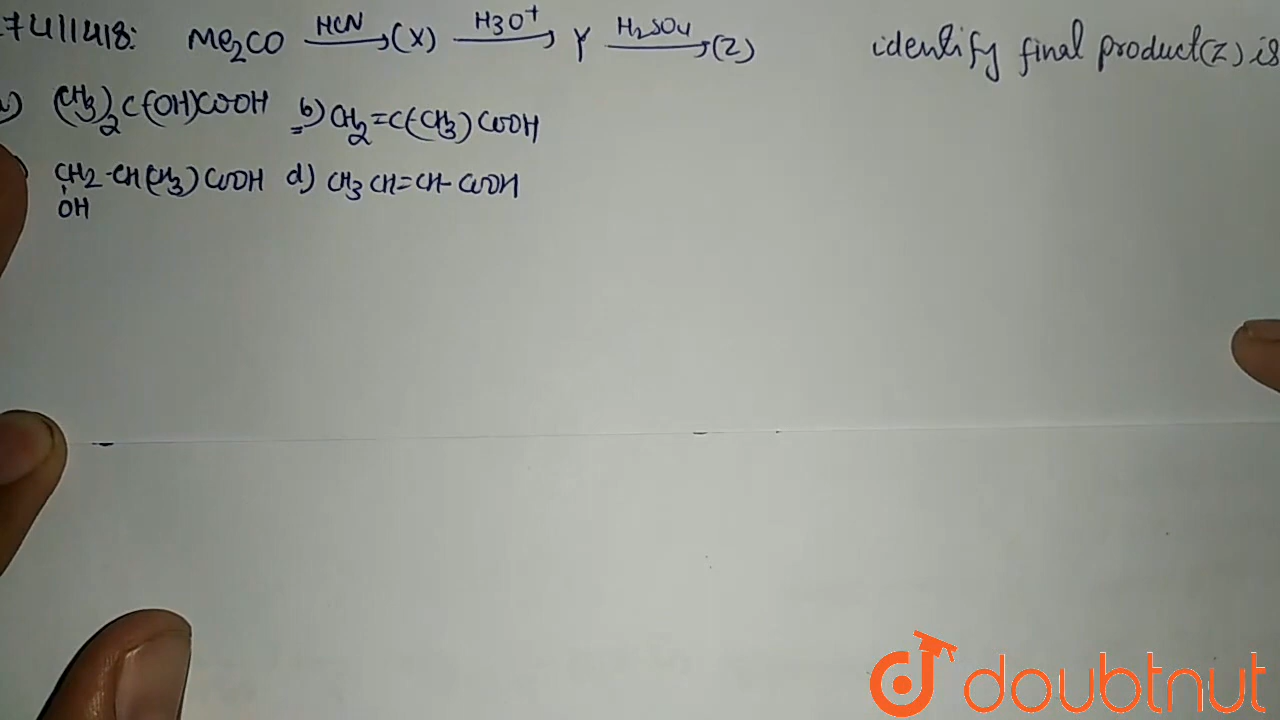 7411418: Me₂CO HCN→ (X) H3O⁺→ Y H₂SO₄→ (Z) identify final product (Z) is
(CH₃)₂C(OH)COOH b) CH₂=C(CH₃)COOH
CH₂-CH(CH₃)COOH d) CH₃CH=CH-COOH
OH
doubtnut